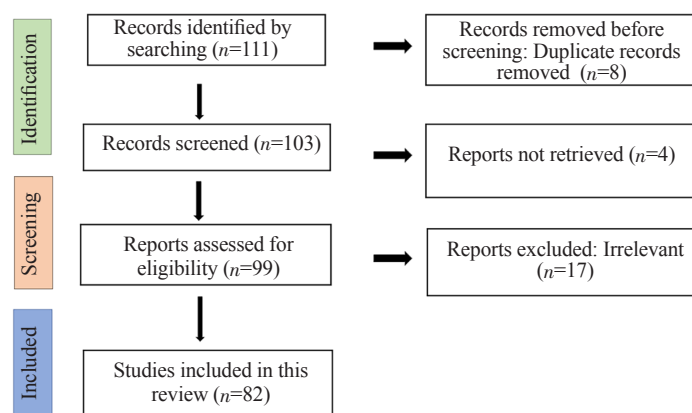 Identification
Records identified by
searching (n=111)
Records removed before
screening: Duplicate records
removed (n=8)
Records screened (n=103)
Reports not retrieved (n=4)
Screening
Reports assessed for
eligibility (n=99)
Reports excluded: Irrelevant
(n=17)
Included
Studies included in this
review (n=82)